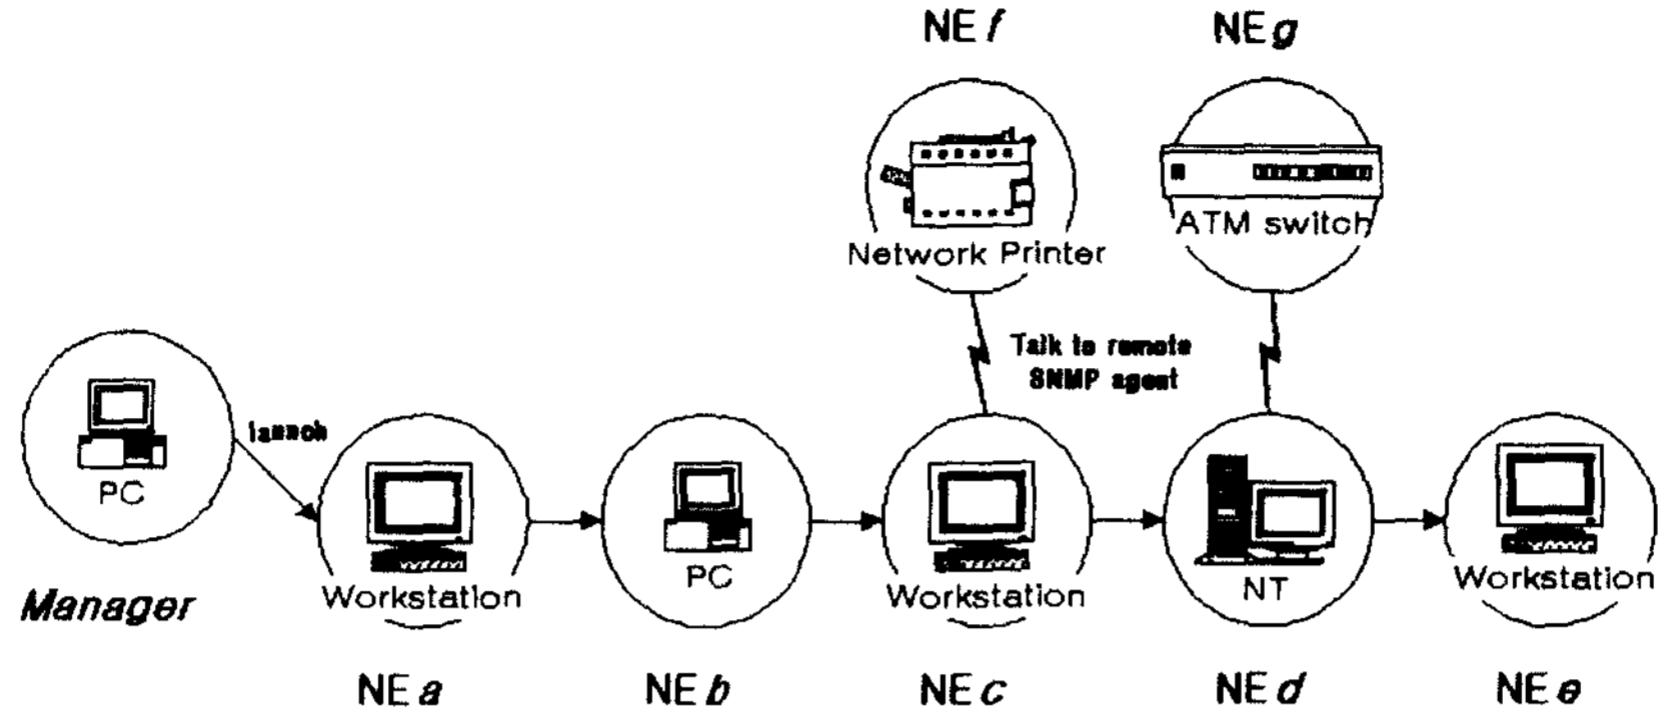 NE f
NE g
Network Printer
ATM switch
Talk to remote
SNMP agent
launch
PC
Workstation
PC
Workstation
NT
Workstation
Manager
NE a
NE b
NE c
NE d
NE e